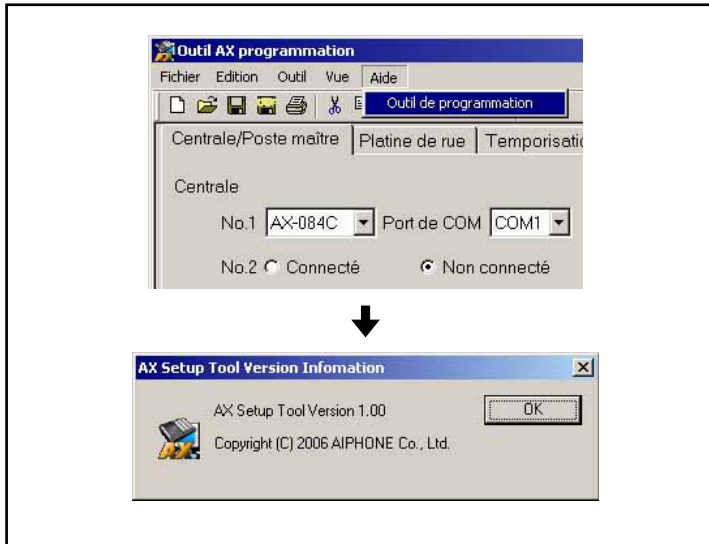 Outil AX programmation
Fichier Edition Outil Vue Aide
Outil de programmation
Centrale/Poste maître Platine de rue Temporisati
Centrale
No.1 AX-084C Port de COM COM1
No.2 Connecté Non connecté
AX Setup Tool Version Infomation
AX Setup Tool Version 1.00 OK
Copyright (C) 2006 AIPHONE Co., Ltd.
AX